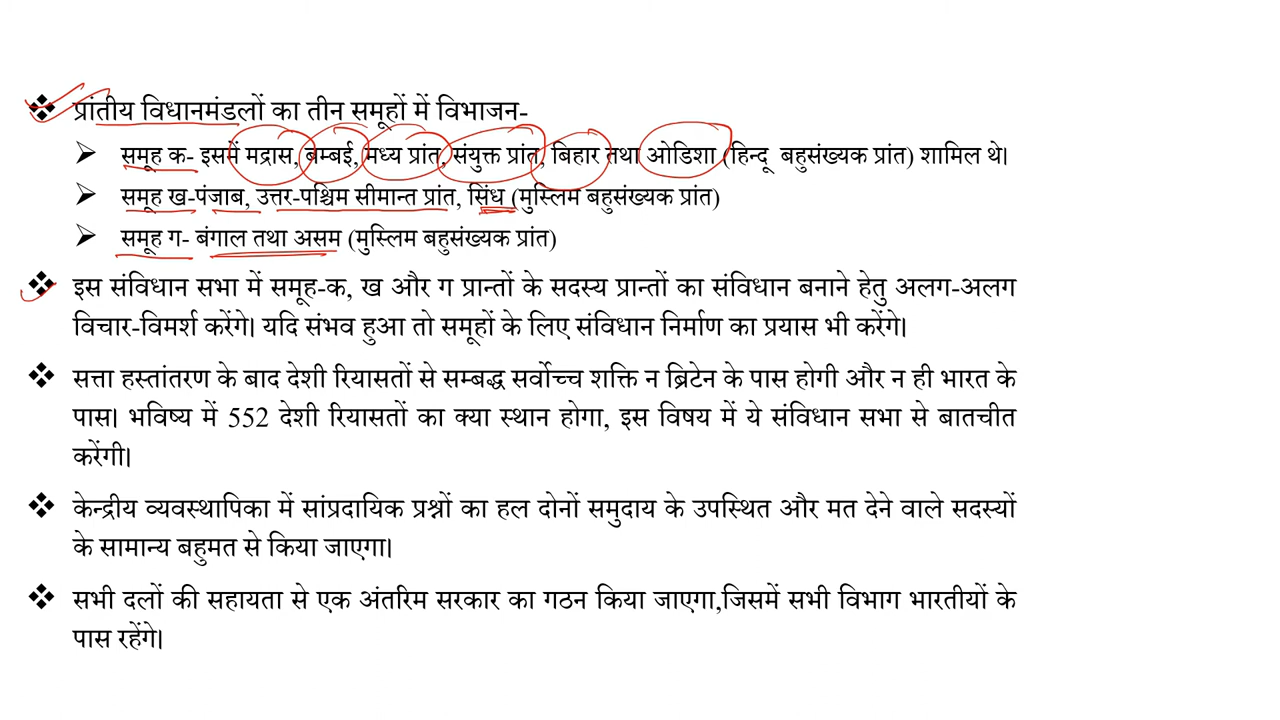 ❖ प्रांतीय विधानमंडलों का तीन समूहों में विभाजन-
➢ समूह क- इसमें मद्रास, बम्बई, मध्य प्रांत, संयुक्त प्रांत, बिहार तथा ओडिशा (हिन्दू बहुसंख्यक प्रांत) शामिल थे।
➢ समूह ख-पंजाब, उत्तर-पश्चिम सीमान्त प्रांत, सिंध (मुस्लिम बहुसंख्यक प्रांत)
➢ समूह ग- बंगाल तथा असम (मुस्लिम बहुसंख्यक प्रांत)
❖ इस संविधान सभा में समूह-क, ख और ग प्रान्तों के सदस्य प्रान्तों का संविधान बनाने हेतु अलग-अलग
विचार-विमर्श करेंगे। यदि संभव हुआ तो समूहों के लिए संविधान निर्माण का प्रयास भी करेंगे।
❖ सत्ता हस्तांतरण के बाद देशी रियासतों से सम्बद्ध सर्वोच्च शक्ति न ब्रिटेन के पास होगी और न ही भारत के
पास। भविष्य में 552 देशी रियासतों का क्या स्थान होगा, इस विषय में ये संविधान सभा से बातचीत
करेंगी।
❖ केन्द्रीय व्यवस्थापिका में सांप्रदायिक प्रश्नों का हल दोनों समुदाय के उपस्थित और मत देने वाले सदस्यों
के सामान्य बहुमत से किया जाएगा।
❖ सभी दलों की सहायता से एक अंतरिम सरकार का गठन किया जाएगा,जिसमें सभी विभाग भारतीयों के
पास रहेंगे।